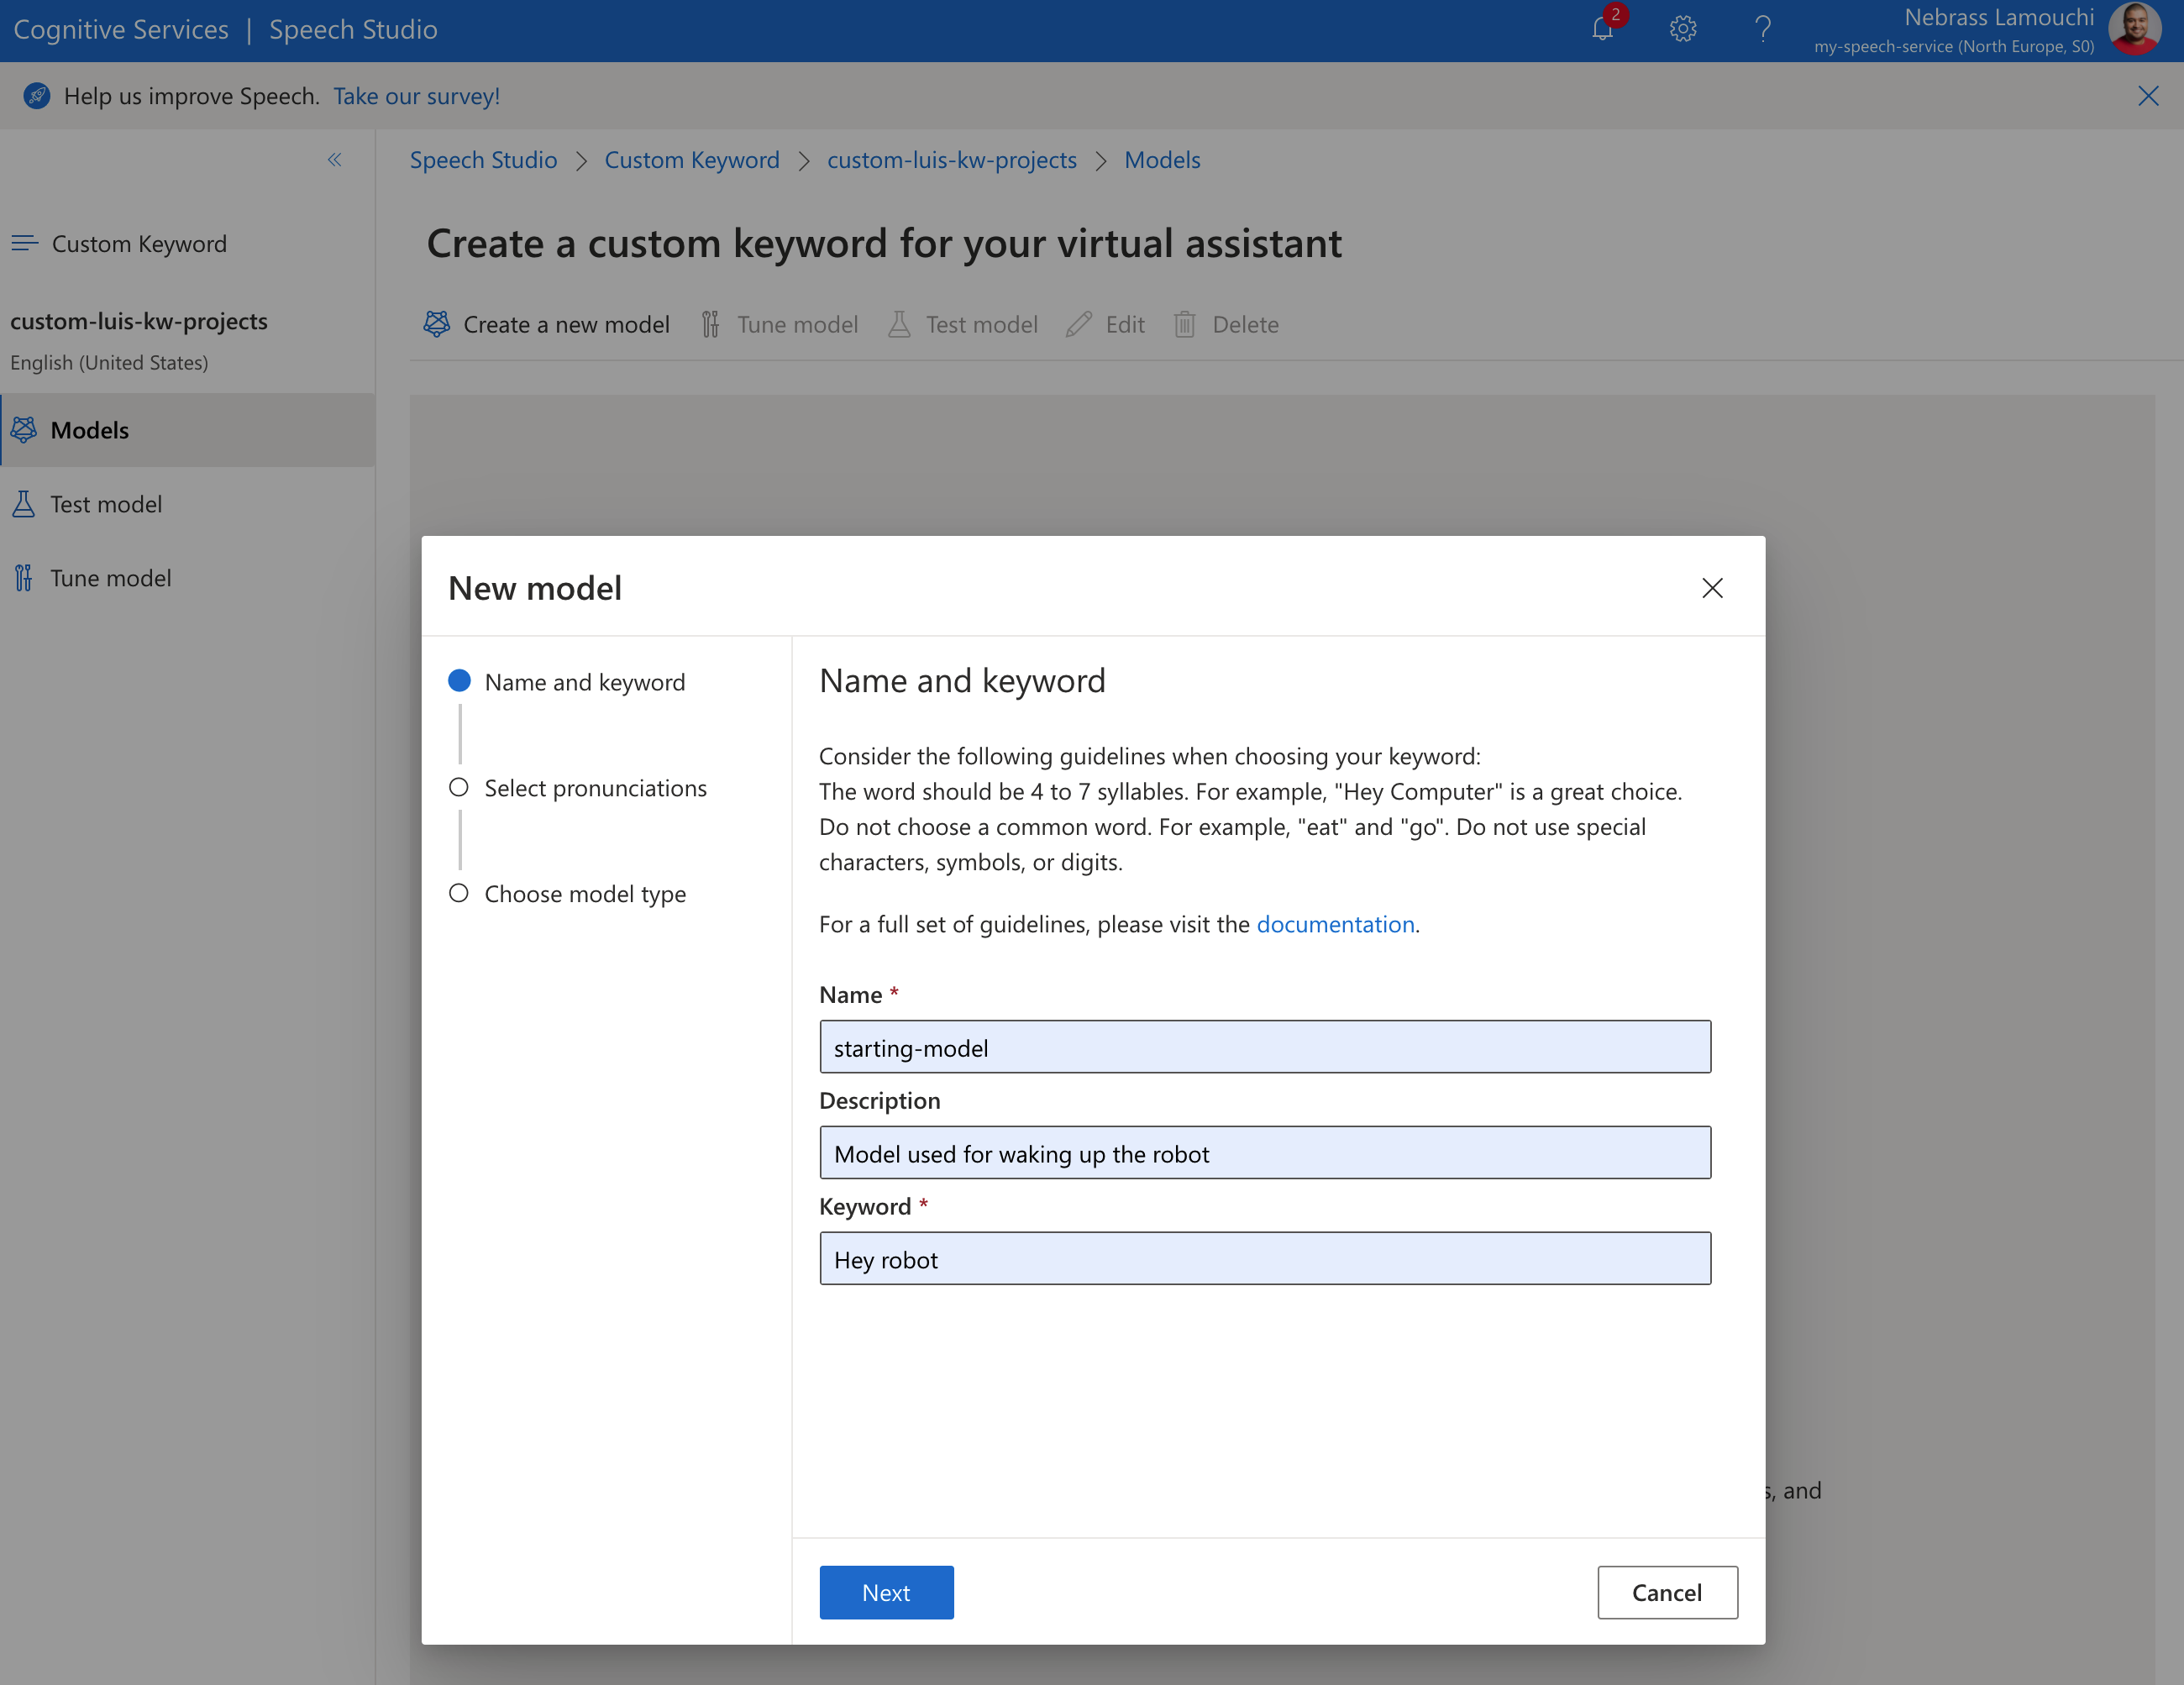 Cognitive Services | Speech Studio
2
Nebrass Lamouchi
my-speech-service (North Europe, S0)
Help us improve Speech. Take our survey!
Speech Studio > Custom Keyword > custom-luis-kw-projects > Models
Custom Keyword
Create a custom keyword for your virtual assistant
custom-luis-kw-projects
English (United States)
Create a new model Tune model Test model Edit Delete
Models
Test model
Tune model
New model
Name and keyword
Select pronunciations
Choose model type
Name and keyword
Consider the following guidelines when choosing your keyword:
The word should be 4 to 7 syllables. For example, "Hey Computer" is a great choice.
Do not choose a common word. For example, "eat" and "go". Do not use special
characters, symbols, or digits.
For a full set of guidelines, please visit the documentation.
Name *
starting-model
Description
Model used for waking up the robot
Keyword *
Hey robot
s, and
Next
Cancel